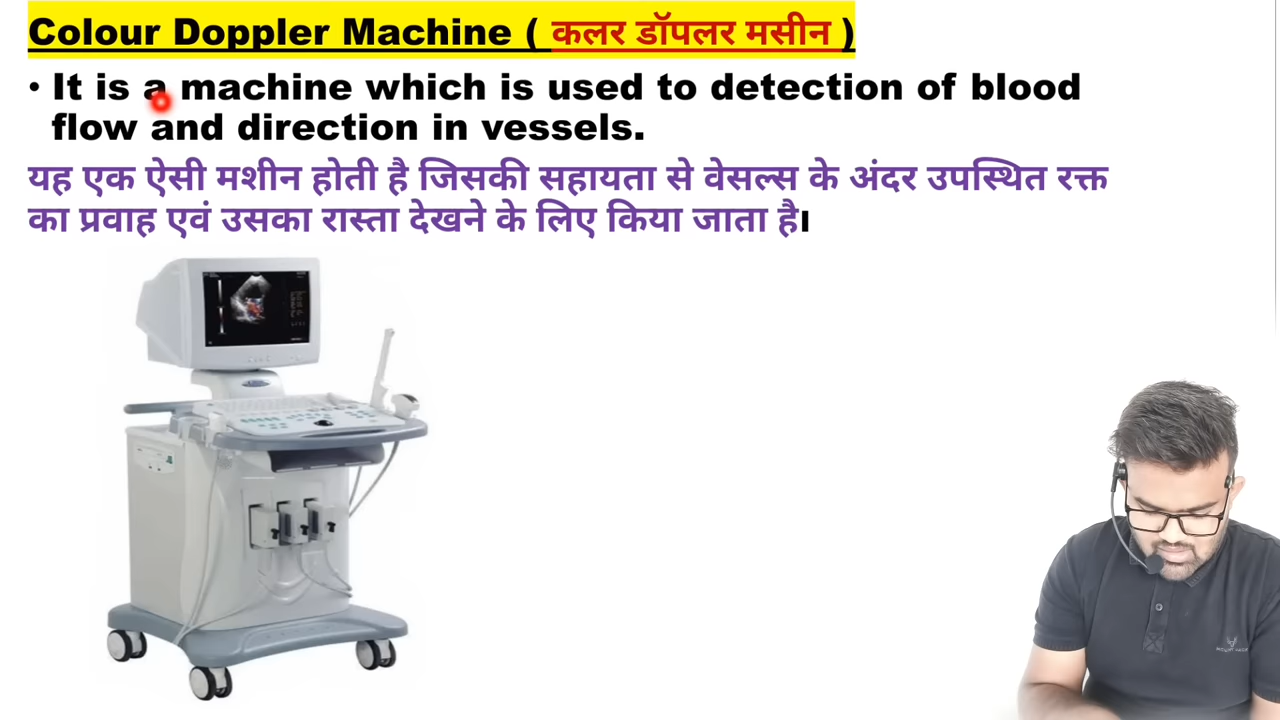 Colour Doppler Machine ( कलर डॉपलर मसीन )
• It is a machine which is used to detection of blood
flow and direction in vessels.
यह एक ऐसी मशीन होती है जिसकी सहायता से वेसल्स के अंदर उपस्थित रक्त
का प्रवाह एवं उसका रास्ता देखने के लिए किया जाता है।